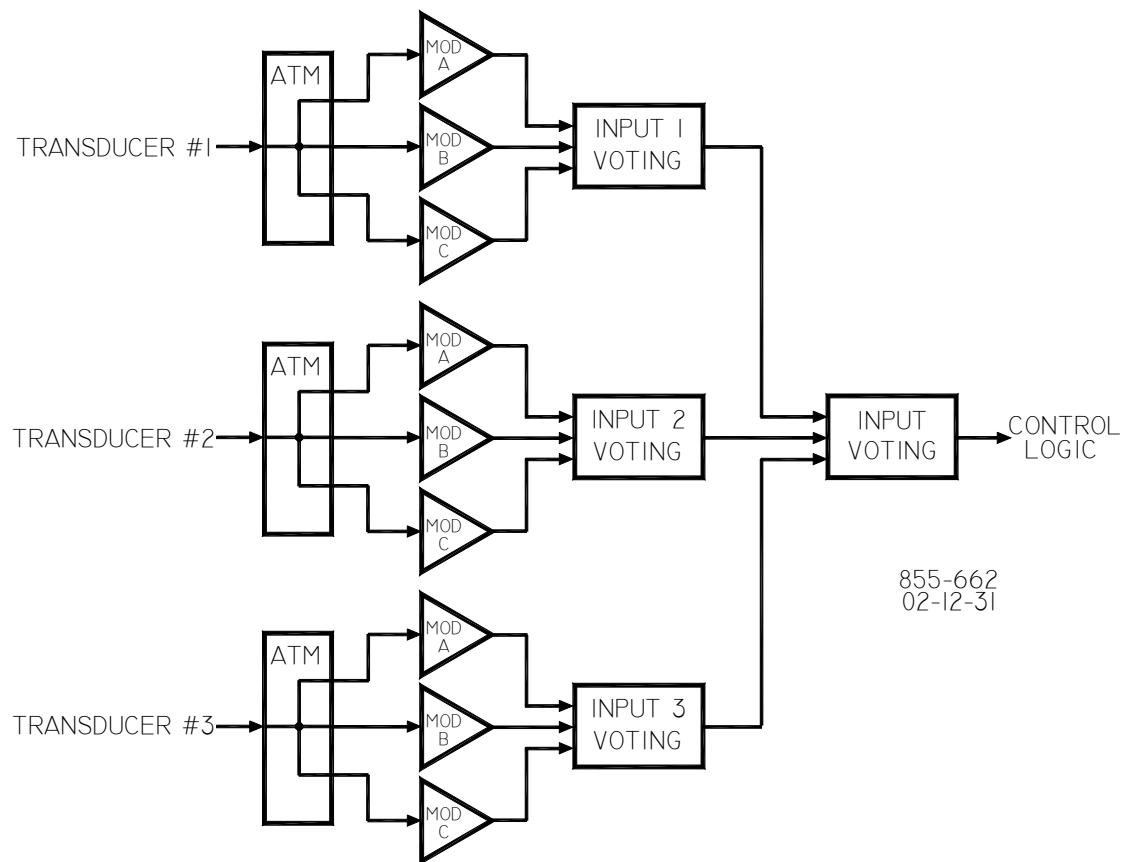 ATM
MOD
A
TRANSDUCER #1
MOD
B
INPUT 1
VOTING
MOD
C
ATM
MOD
A
TRANSDUCER #2
MOD
B
INPUT 2
VOTING
MOD
C
INPUT
VOTING
CONTROL
LOGIC
ATM
MOD
A
TRANSDUCER #3
MOD
B
INPUT 3
VOTING
MOD
C
855-662
02-12-31